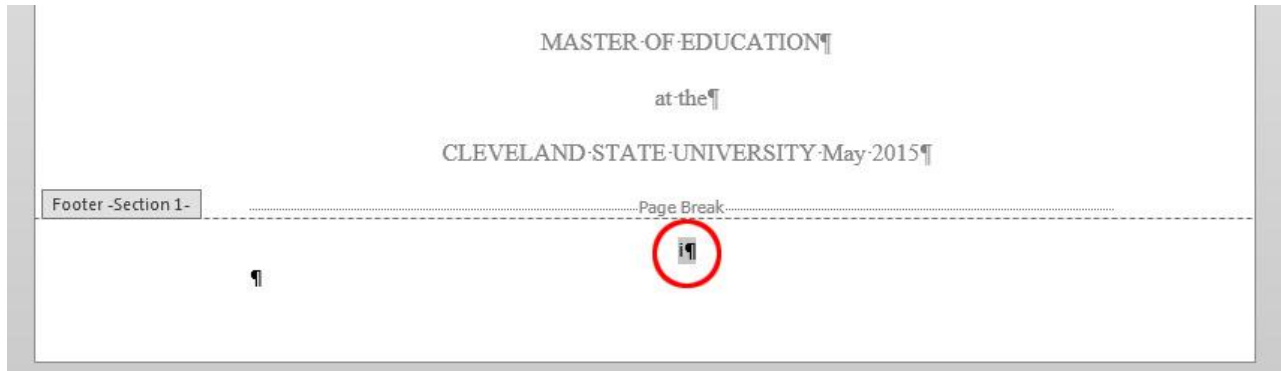 MASTER·OF·EDUCATION¶
at·the¶
CLEVELAND·STATE·UNIVERSITY·May·2015¶
Footer -Section 1-
Page Break
i¶
¶